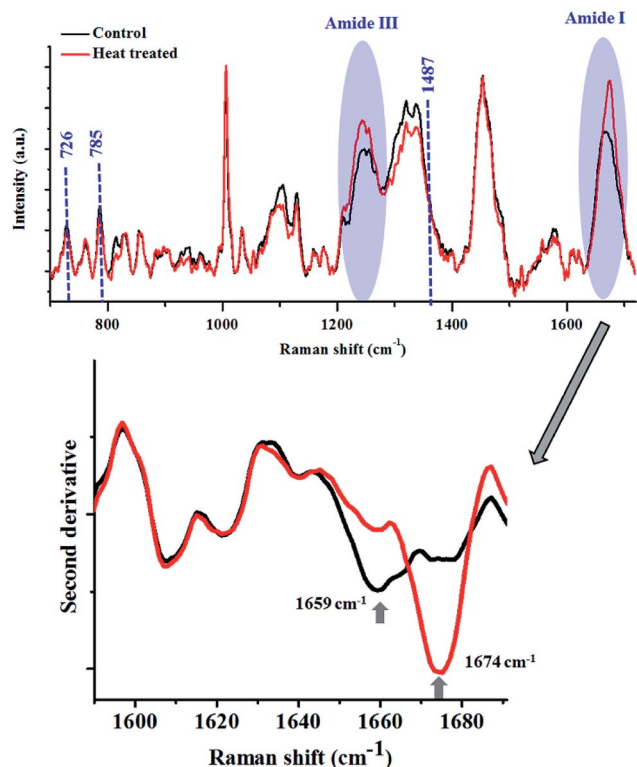 Control
Heat treated
726
785
Amide III
1487
Amide I
Intensity (a.u.)
800
1000
1200
1400
1600
Raman shift (cm-1)
Second derivative
1659 cm-1
1674 cm-1
1600
1620
1640
1660
1680
Raman shift (cm-1)